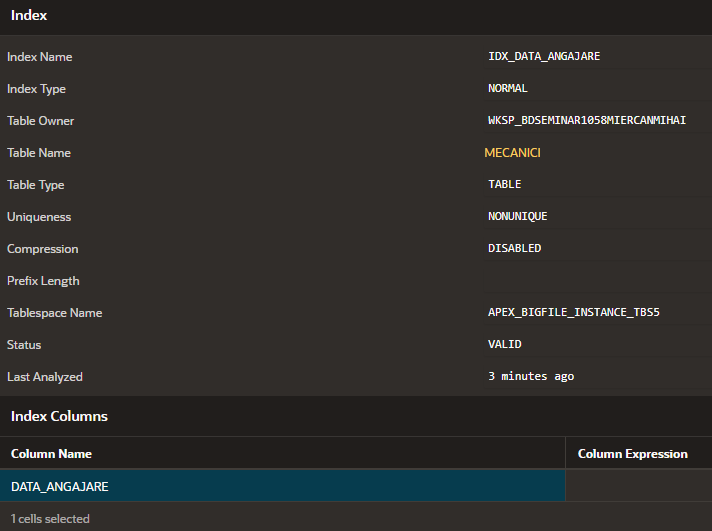 Index
Index Name IDX_DATA_ANGAJARE
Index Type NORMAL
Table Owner WKSP_BDSEMINAR1058MIERCANMIHAI
Table Name MECANICI
Table Type TABLE
Uniqueness NONUNIQUE
Compression DISABLED
Prefix Length
Tablespace Name APEX_BIGFILE_INSTANCE_TBS5
Status VALID
Last Analyzed 3 minutes ago
Index Columns
Column Name Column Expression
DATA_ANGAJARE
1 cells selected